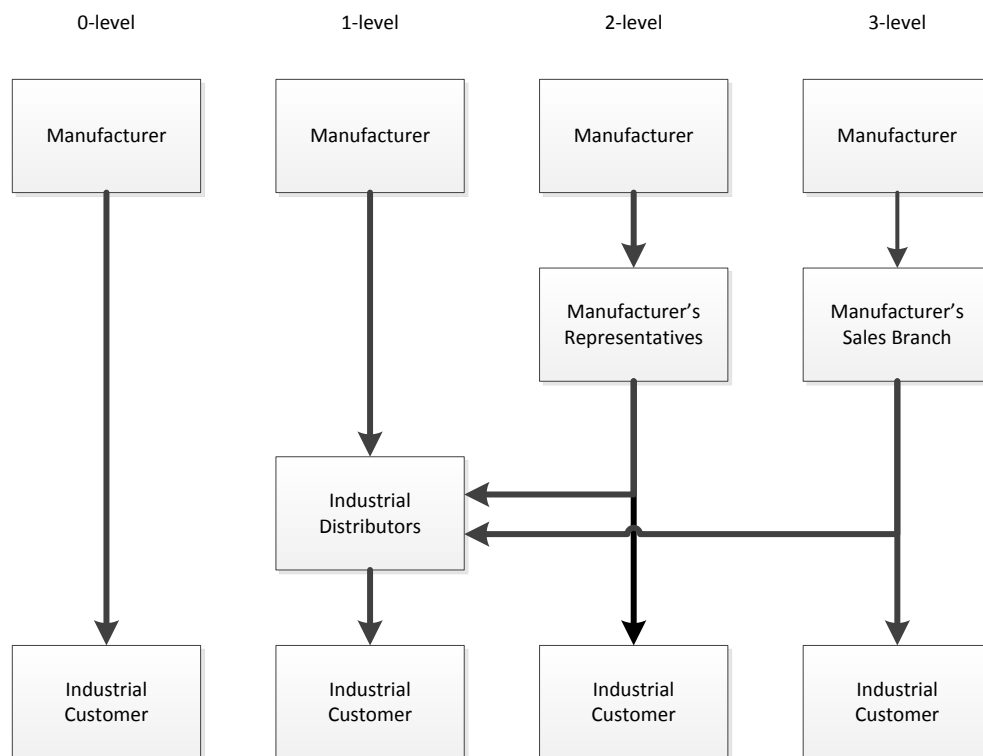 0-level
1-level
2-level
3-level
Manufacturer
Manufacturer
Manufacturer
Manufacturer
Manufacturer’s
Representatives
Manufacturer’s
Sales Branch
Industrial
Distributors
Industrial
Customer
Industrial
Customer
Industrial
Customer
Industrial
Customer